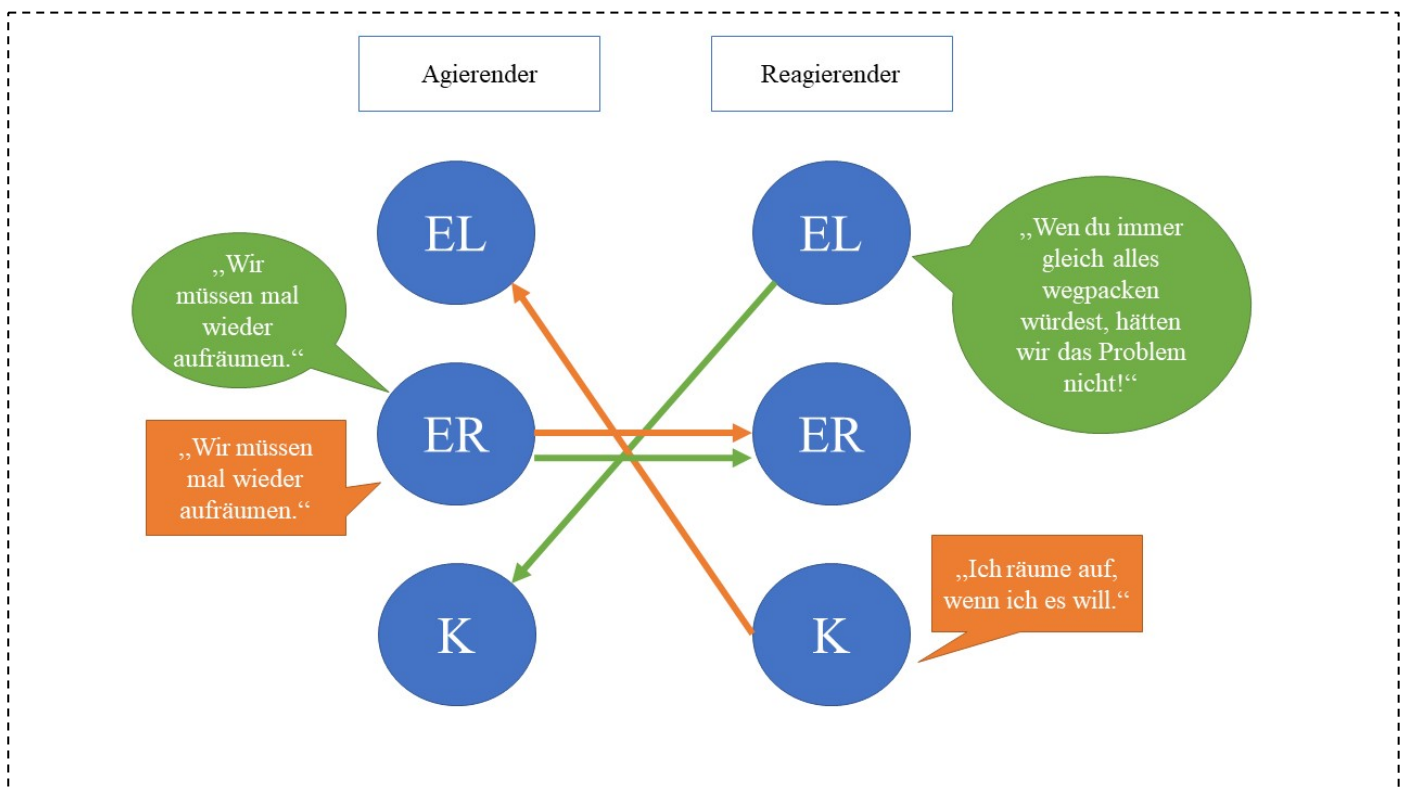 Agierender
Reagierender
EL
EL
„Wir
müssen mal
wieder
aufräumen.“
„Wen du immer
gleich alles
wegpacken
würdest, hätten
wir das Problem
nicht!“
ER
ER
„Wir müssen
mal wieder
aufräumen.“
K
K
„Ich räume auf,
wenn ich es will.“